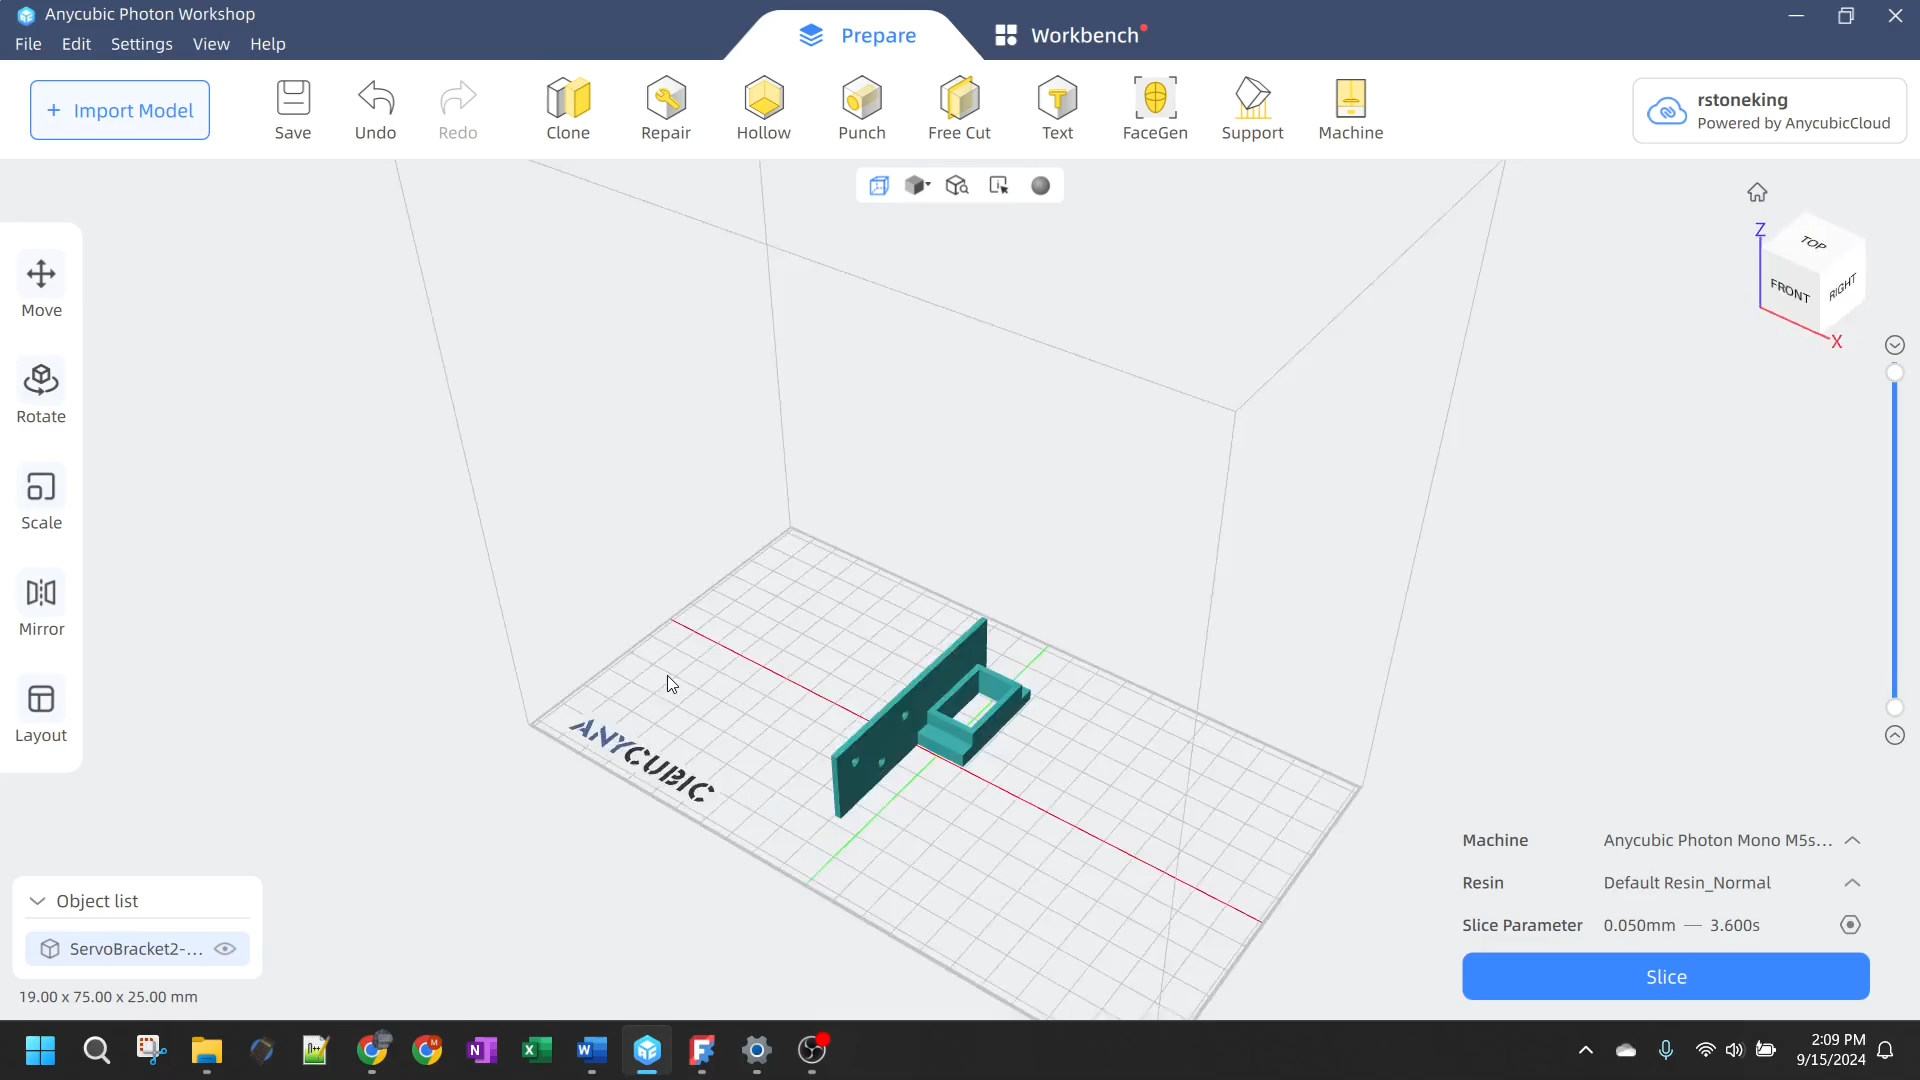 Anycubic Photon Workshop
File Edit Settings View Help
Prepare
Workbench
+ Import Model
Save
Undo
Redo
Clone
Repair
Hollow
Punch
Free Cut
Text
FaceGen
Support
Machine
rstoneking
Powered by AnycubicCloud
Z
TOP
FRONT
RIGHT
X
Move
Rotate
Scale
Mirror
Layout
ANYCUBIC
Machine Anycubic Photon Mono M5s...
Resin Default Resin_Normal
Slice Parameter 0.050mm — 3.600s
Slice
Object list
ServoBracket2-...
19.00 x 75.00 x 25.00 mm
2:09 PM
9/15/2024